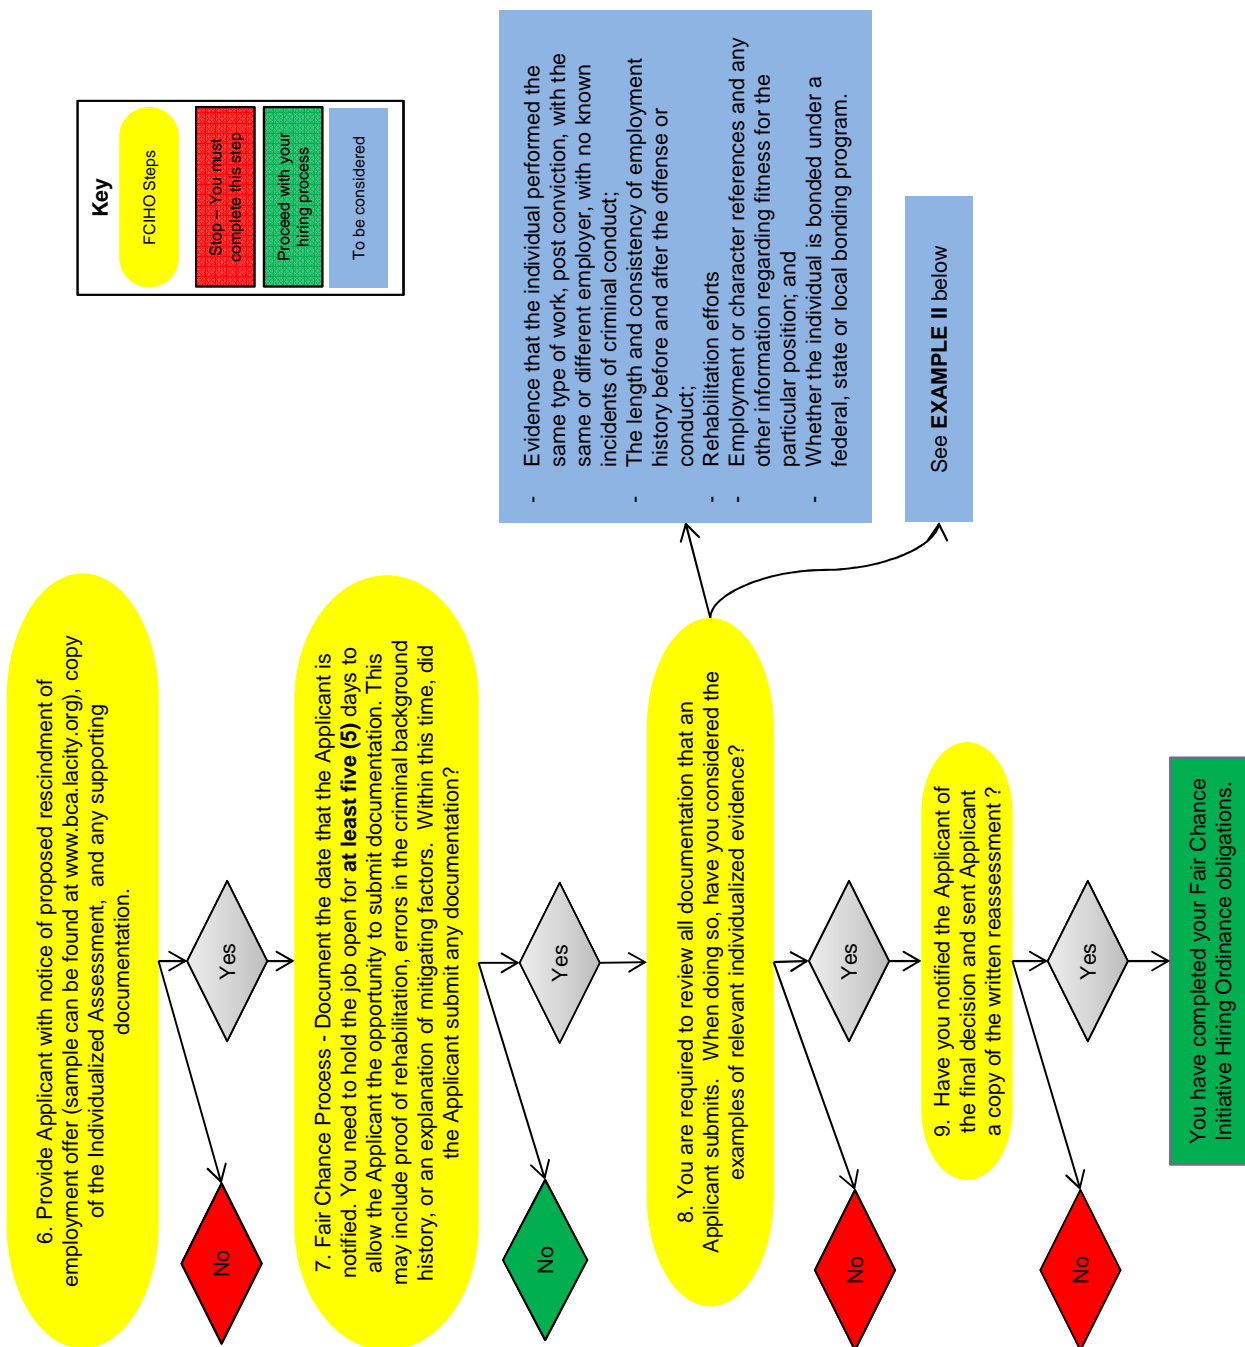 6. Provide Applicant with notice of proposed rescindment of
employment offer (sample can be found at www.bca.lacity.org), copy
of the Individualized Assessment, and any supporting
documentation.
No
Yes
7. Fair Chance Process - Document the date that the Applicant is
notified. You need to hold the job open for at least five (5) days to
allow the Applicant the opportunity to submit documentation. This
may include proof of rehabilitation, errors in the criminal background
history, or an explanation of mitigating factors. Within this time, did
the Applicant submit any documentation?
No
Yes
8. You are required to review all documentation that an
Applicant submits. When doing so, have you considered the
examples of relevant individualized evidence?
No
Yes
9. Have you notified the Applicant of
the final decision and sent Applicant
a copy of the written reassessment ?
No
Yes
You have completed your Fair Chance
Initiative Hiring Ordinance obligations.
Key
FCIHO Steps
Stop – You must
complete this step
Proceed with your
hiring process
To be considered
- Evidence that the individual performed the
same type of work, post conviction, with the
same or different employer, with no known
incidents of criminal conduct;
- The length and consistency of employment
history before and after the offense or
conduct;
- Rehabilitation efforts
- Employment or character references and any
other information regarding fitness for the
particular position; and
- Whether the individual is bonded under a
federal, state or local bonding program.
See EXAMPLE II below